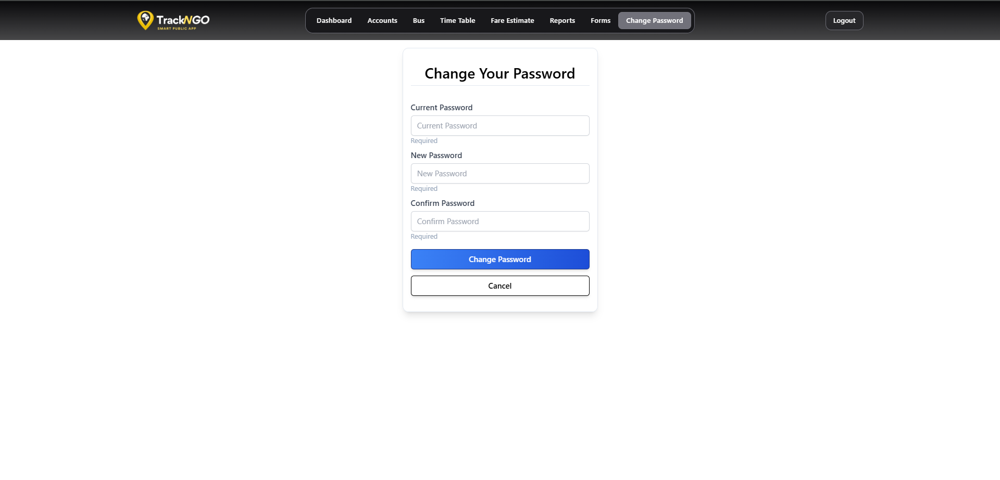 TrackNGO
SMART PUBLIC APP
Dashboard Accounts Bus Time Table Fare Estimate Reports Forms Change Password
Logout
Change Your Password
Current Password
Current Password
Required
New Password
New Password
Required
Confirm Password
Confirm Password
Required
Change Password
Cancel